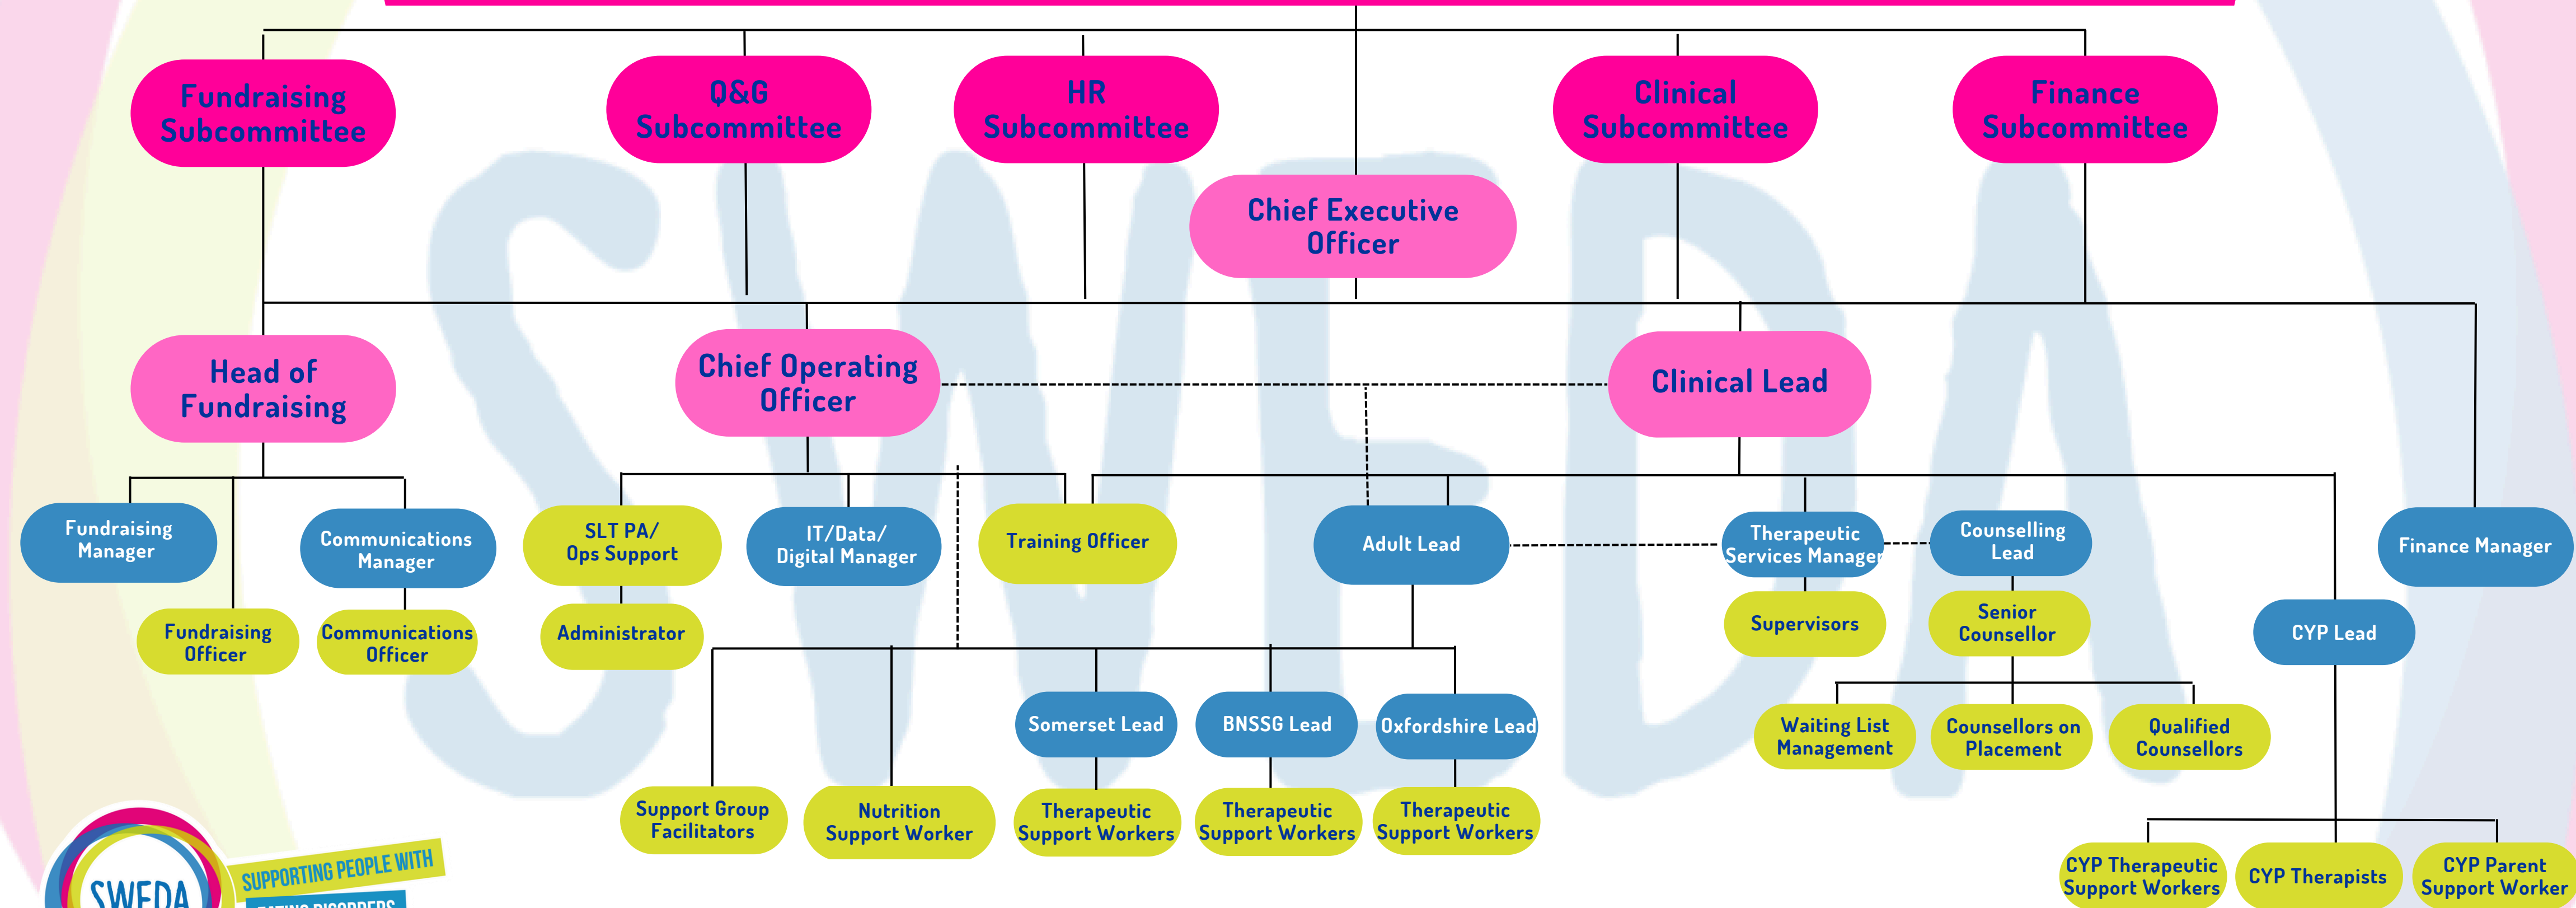 Fundraising
Subcommittee
Q&G
Subcommittee
HR
Subcommittee
Clinical
Subcommittee
Finance
Subcommittee
Chief Executive
Officer
Head of
Fundraising
Chief Operating
Officer
Clinical Lead
Fundraising
Manager
Communications
Manager
SLT PA/
Ops Support
IT/Data/
Digital Manager
Training Officer
Adult Lead
Therapeutic
Services Manager
Counselling
Lead
Finance Manager
Fundraising
Officer
Communications
Officer
Administrator
Supervisors
Senior
Counsellor
CYP Lead
Somerset Lead
BNSSG Lead
Oxfordshire Lead
Waiting List
Management
Counsellors on
Placement
Qualified
Counsellors
Support Group
Facilitators
Nutrition
Support Worker
Therapeutic
Support Workers
Therapeutic
Support Workers
Therapeutic
Support Workers
CYP Therapeutic
Support Workers
CYP Therapists
CYP Parent
Support Worker
SWEDA
SWEDA
SUPPORTING PEOPLE WITH
EATING DISORDERS